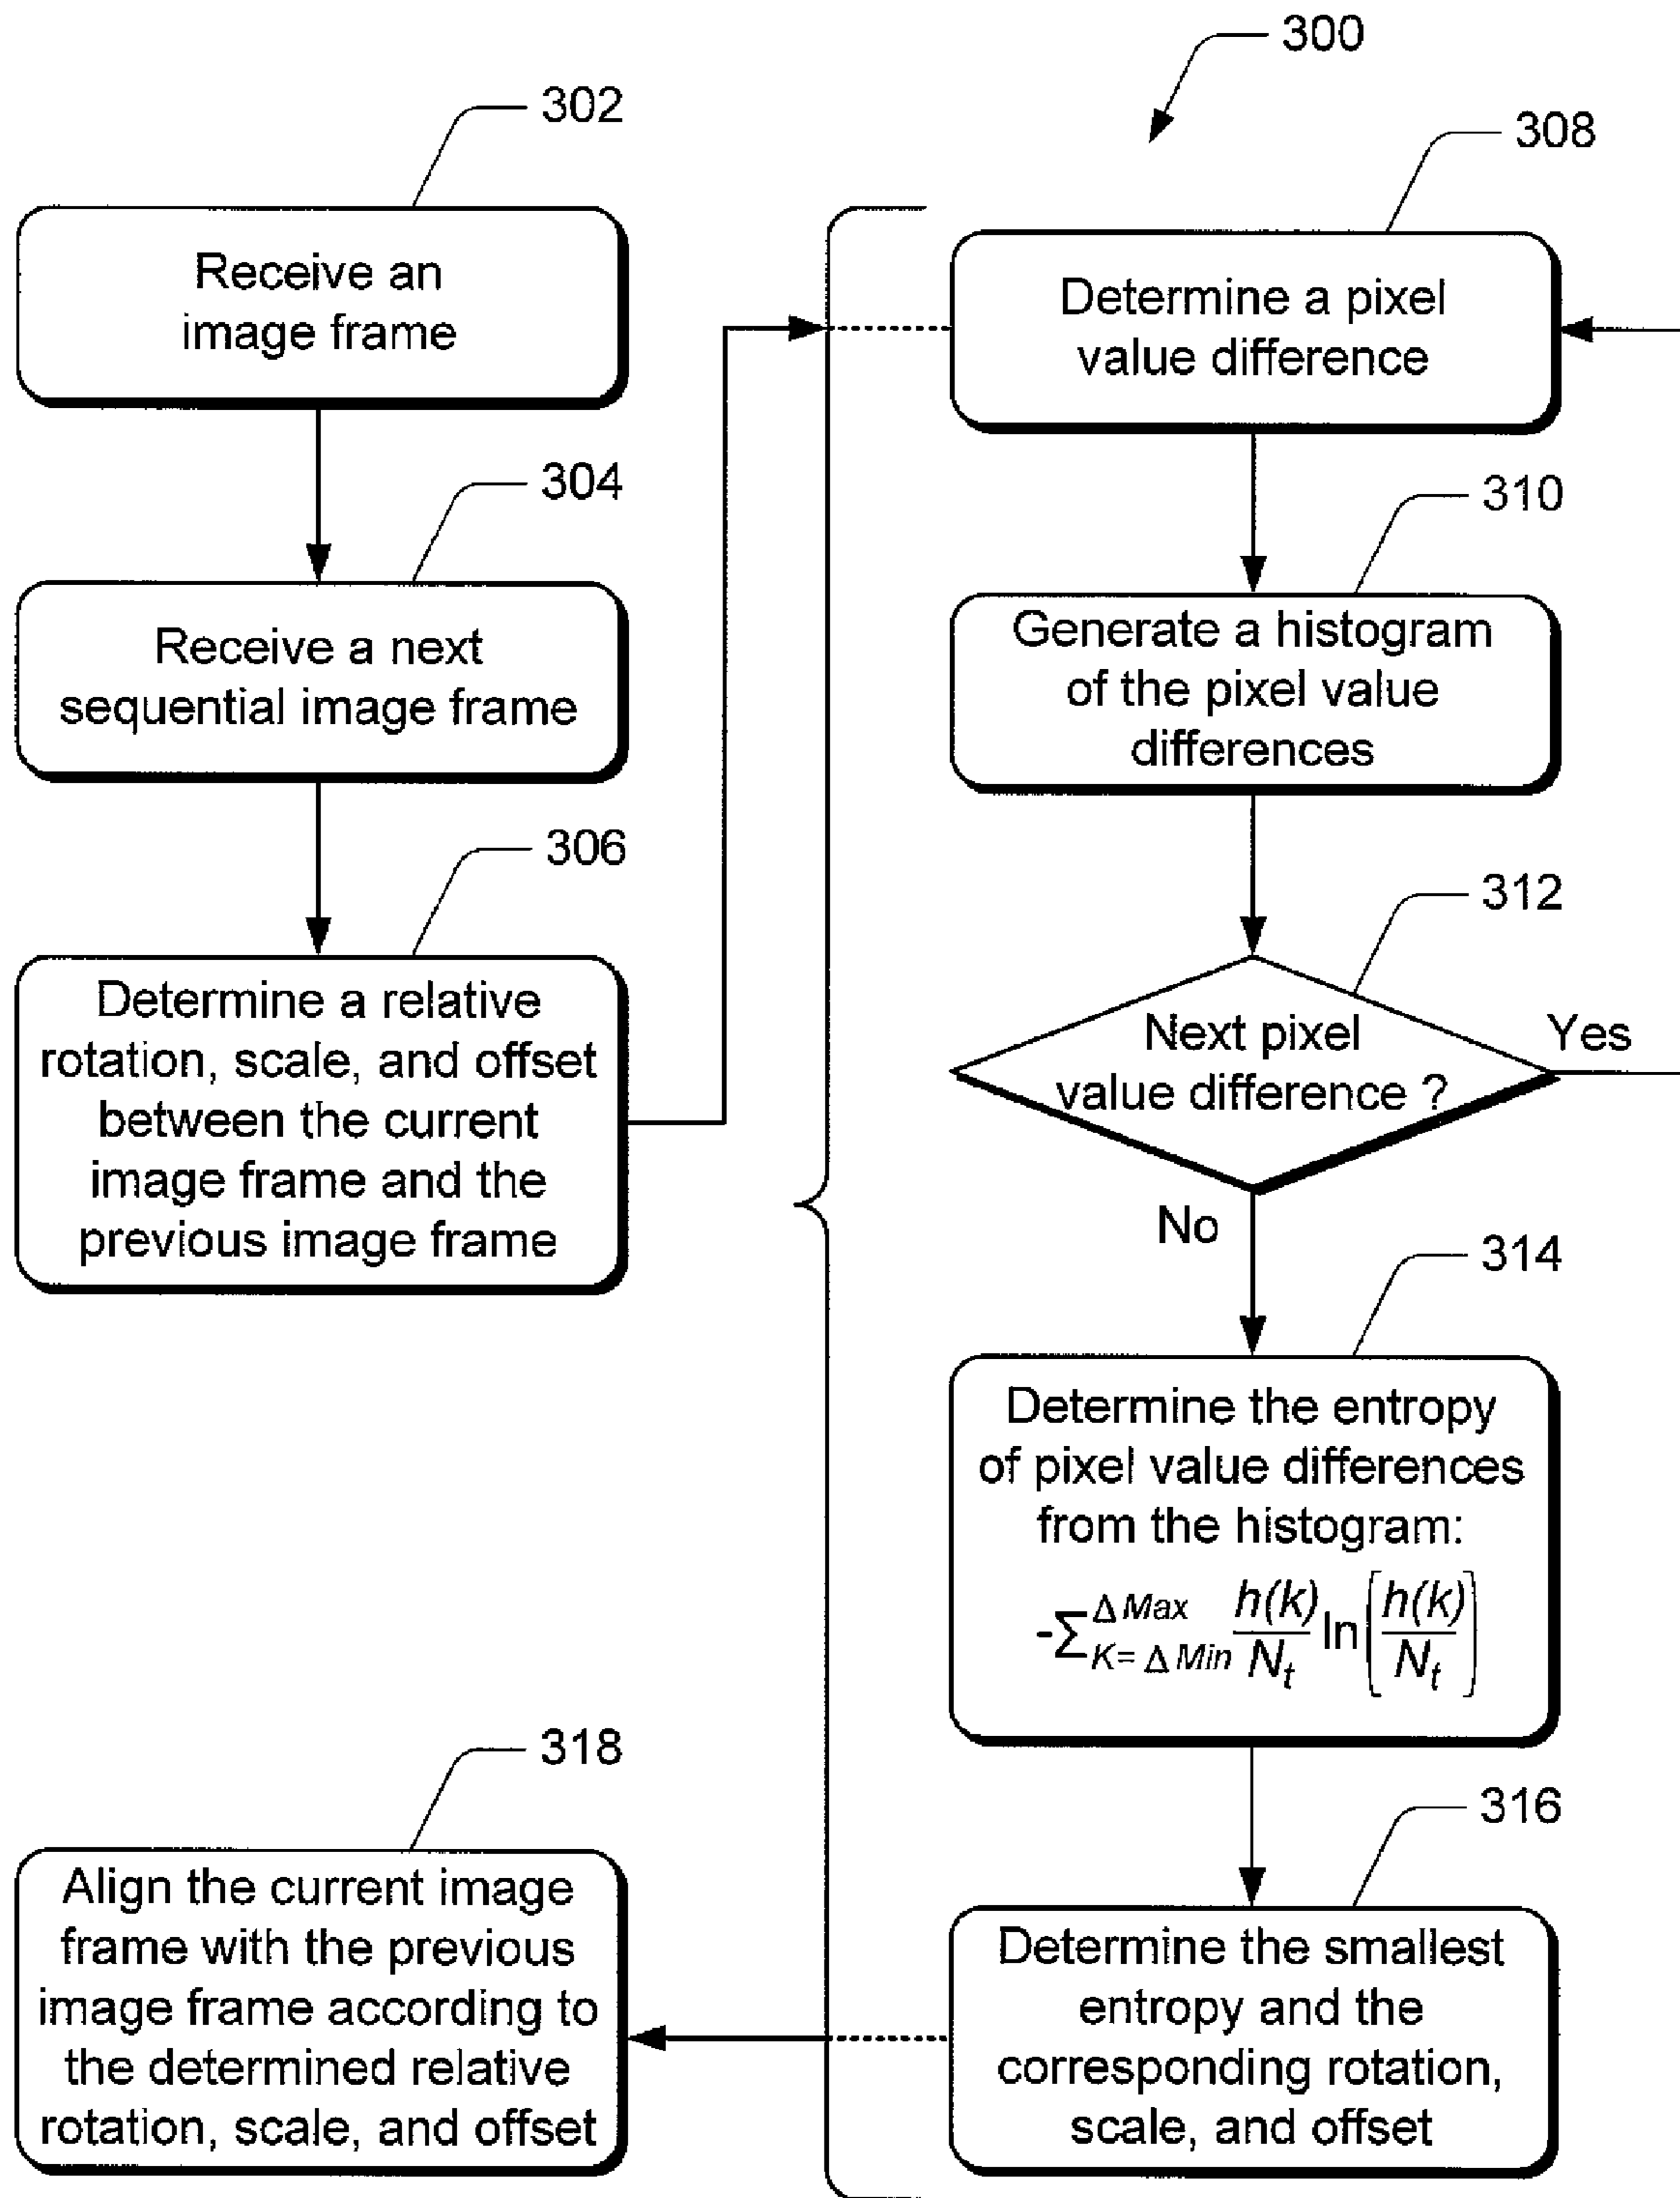 300
302
Receive an
image frame
304
Receive a next
sequential image frame
306
Determine a relative
rotation, scale, and offset
between the current
image frame and the
previous image frame
308
Determine a pixel
value difference
310
Generate a histogram
of the pixel value
differences
312
Next pixel
value difference ?
Yes
No
314
Determine the entropy
of pixel value differences
from the histogram:
-∑_{K= Δ Min}^{Δ Max} \frac{h(k)}{N_t} ln[\frac{h(k)}{N_t}]
316
Determine the smallest
entropy and the
corresponding rotation,
scale, and offset
318
Align the current image
frame with the previous
image frame according to
the determined relative
rotation, scale, and offset